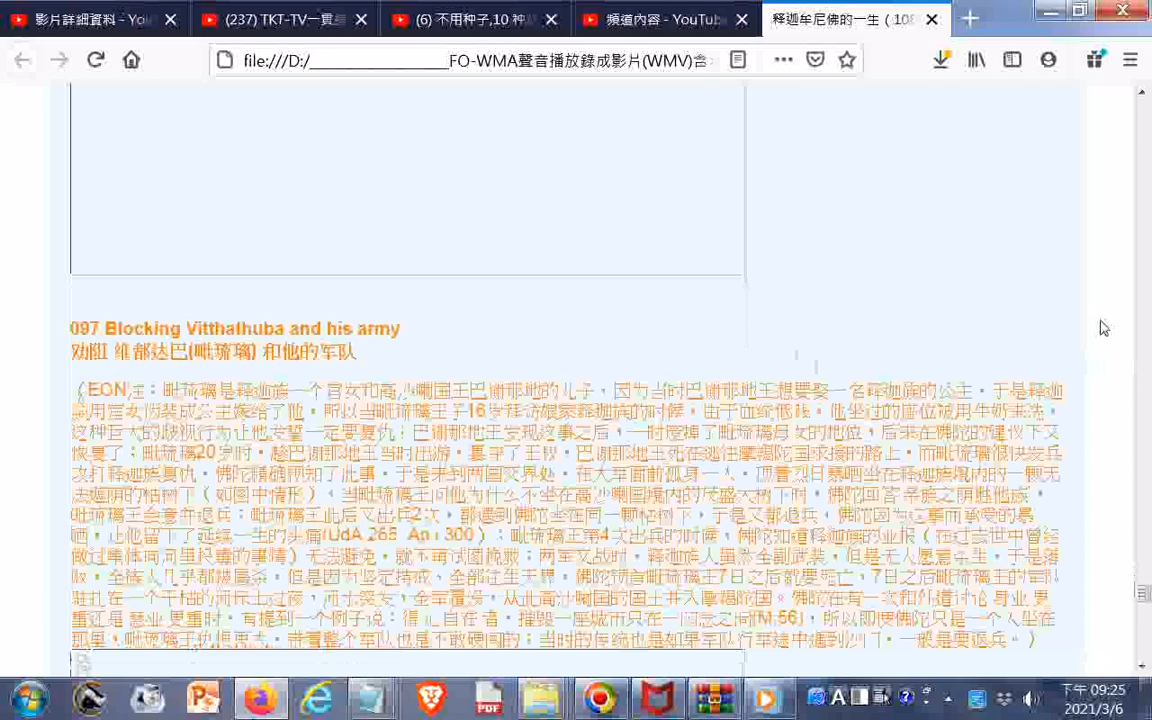 影片詳細資料 - Yo
(237) TKT-TV一貫
(6) 不用种子,10 种
頻道內容 - YouTub
释迦牟尼佛的一生（108
file:///D:/________________FO-WMA聲音播放錄成影片(WMV)含
097 Blocking Vitthathuba and his army
劝阻 维都达巴(毗琉璃) 和他的军队
（EON注：毗琉璃是释迦族一个宫女和高沙喇国王巴谢那地的儿子，因为当时巴谢那地王想要娶一名释迦族的公主，于是释迦
用宫女伪装成公主嫁给了他，所以当毗琉璃王子16岁拜访娘家释迦族的时候，由于血统低贱，他坐过的座位被用牛奶来洗，
这种巨大的歧视行为让他发誓一定要复仇；巴谢那地王发现这事之后，一时废掉了毗琉璃母女的地位，后来在佛陀的建议下又
恢复了；毗琉璃20岁时，趁巴谢那地王当时出游，篡夺了王权，巴谢那地王死在逃往摩揭陀国求援的路上，而毗琉璃很快发兵
攻打释迦族复仇，佛陀精确预知了此事，于是来到两国交界处，在大军面前孤身一人，顶着烈日暴晒坐在释迦族境内的一颗无
法遮阴的枯树下（如图中情形），当毗琉璃王问他为什么不坐在高沙喇国境内的茂盛大树下时，佛陀回答 亲族之荫胜他族，
毗琉璃王会意并退兵；毗琉璃王此后又出兵2次，都遇到佛陀坐在同一颗枯树下，于是又都退兵，佛陀因为这事而承受的暴
晒，让他留下了延续一生的头痛(UdA 265 Ap i 300)；毗琉璃王第4次出兵的时候，佛陀知道释迦族的业报（在过去世中曾经
做过集体向河里投毒的事情）无法避免，就不再试图挽救；两军交战时，释迦族人虽然全副武装，但是无人愿意杀生，于是落
败，全族人几乎都被屠杀，但是因为坚定持戒，全部往生天界，佛陀预言毗琉璃王7日之后就要死亡，7日之后毗琉璃王的军队
驻扎在一个干枯的河床上过夜，河水突发，全军覆没，从此高沙喇国的国土并入摩揭陀国。佛陀在有一次和外道讨论 身业 更
重还是 意业 更重时，有提到一个例子说：得 心自在 者，摧毁一座城市只在一间念之间(M 56)，所以即使佛陀只是一个人坐在
那里，毗琉璃王仇恨再大，带着整个军队也是不敢硬闯的；当时的传统也是如果军队行军途中遇到沙门，一般是要退兵。）
下午 09:25
2021/3/6